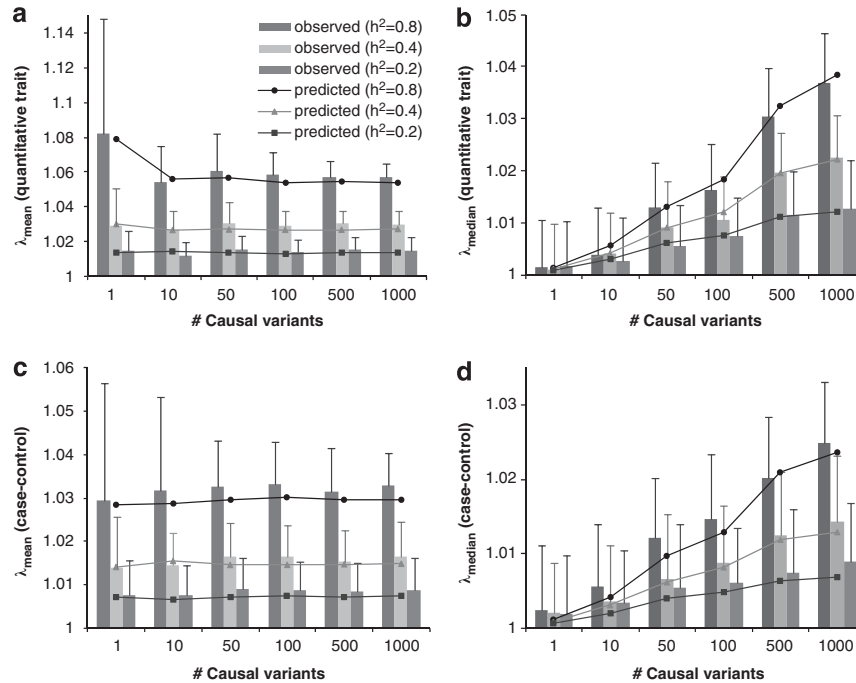 a
λmean (quantitative trait)
1.14
1.12
1.1
1.08
1.06
1.04
1.02
1
observed (h²=0.8)
observed (h²=0.4)
observed (h²=0.2)
predicted (h²=0.8)
predicted (h²=0.4)
predicted (h²=0.2)
1 10 50 100 500 1000
# Causal variants
b
λmedian (quantitative trait)
1.05
1.04
1.03
1.02
1.01
1
1 10 50 100 500 1000
# Causal variants
c
λmean (case-control)
1.06
1.05
1.04
1.03
1.02
1.01
1
1 10 50 100 500 1000
# Causal variants
d
λmedian (case-control)
1.03
1.02
1.01
1
1 10 50 100 500 1000
# Causal variants